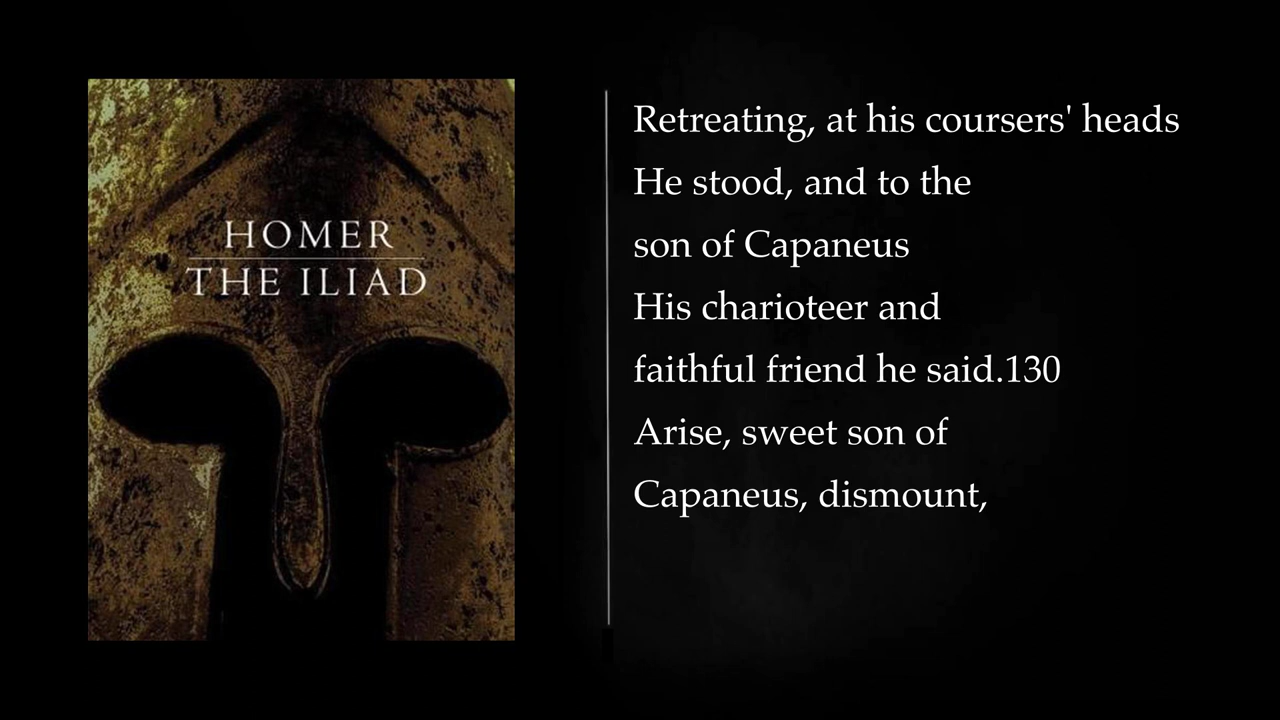 HOMER
THE ILIAD
Retreating, at his coursers' heads
He stood, and to the
son of Capaneus
His charioteer and
faithful friend he said.130
Arise, sweet son of
Capaneus, dismount,